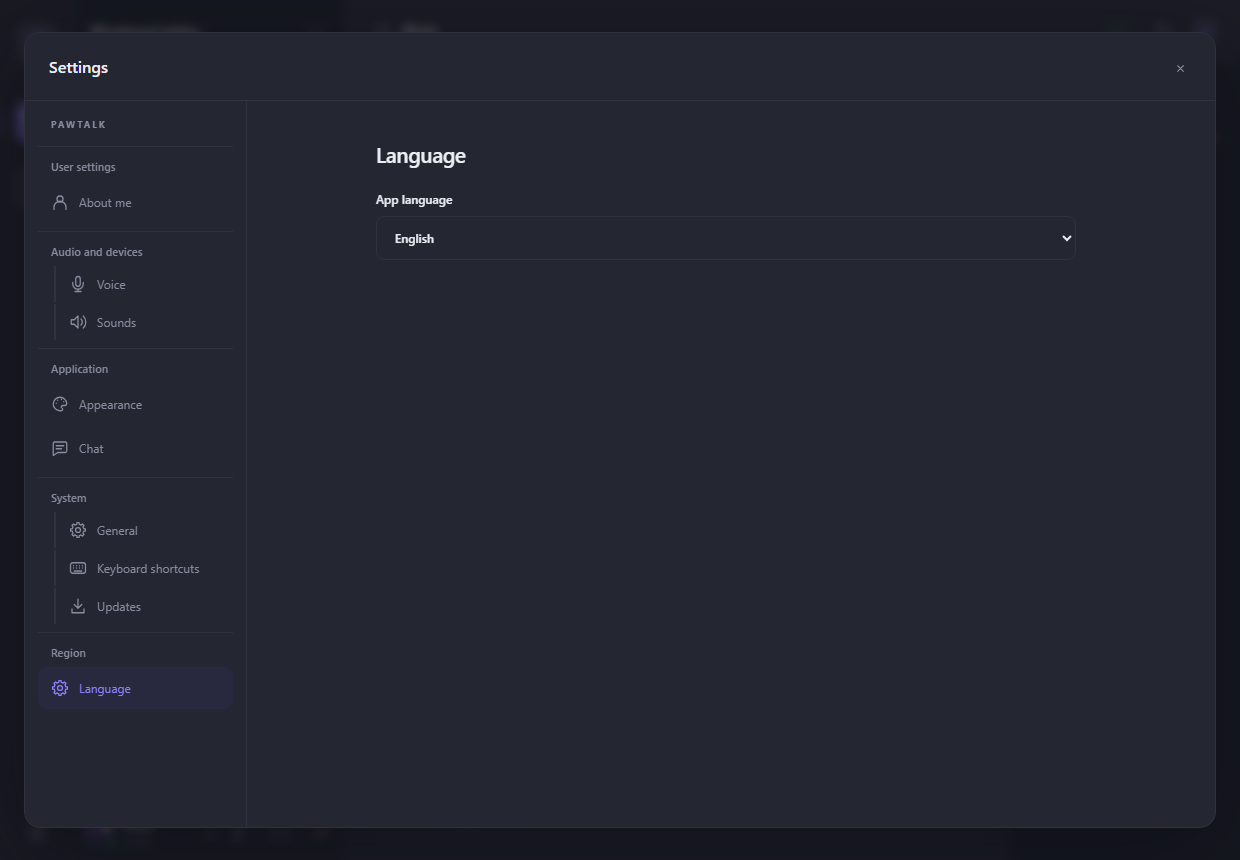 Settings
×
PAWTALK
User settings
About me
Audio and devices
Voice
Sounds
Application
Appearance
Chat
System
General
Keyboard shortcuts
Updates
Region
Language
Language
App language
English